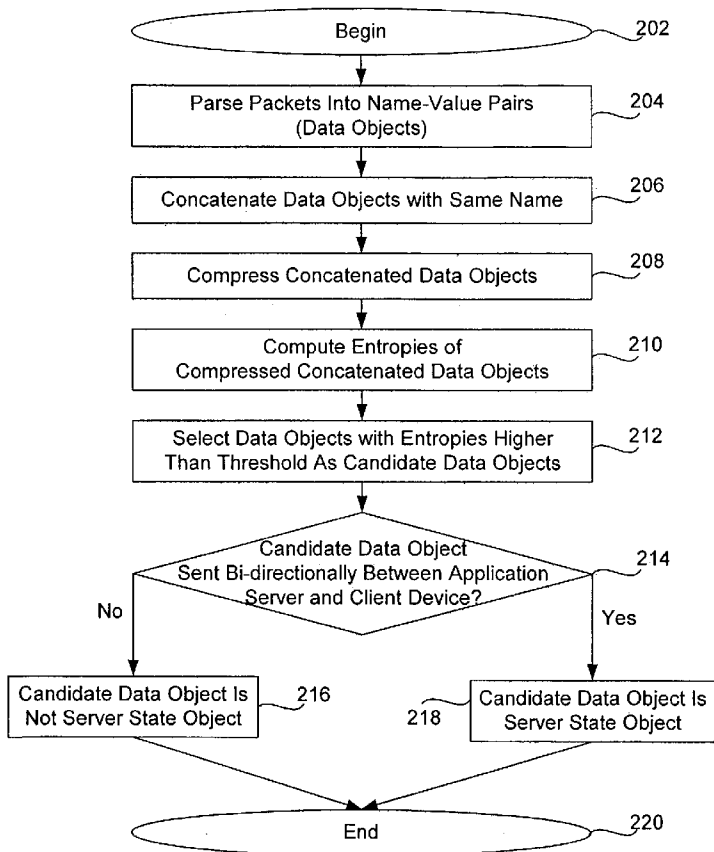 Begin
202
Parse Packets Into Name-Value Pairs
(Data Objects)
204
Concatenate Data Objects with Same Name
206
Compress Concatenated Data Objects
208
Compute Entropies of
Compressed Concatenated Data Objects
210
Select Data Objects with Entropies Higher
Than Threshold As Candidate Data Objects
212
Candidate Data Object
Sent Bi-directionally Between Application
Server and Client Device?
214
No
Yes
Candidate Data Object Is
Not Server State Object
216
218
Candidate Data Object Is
Server State Object
End
220